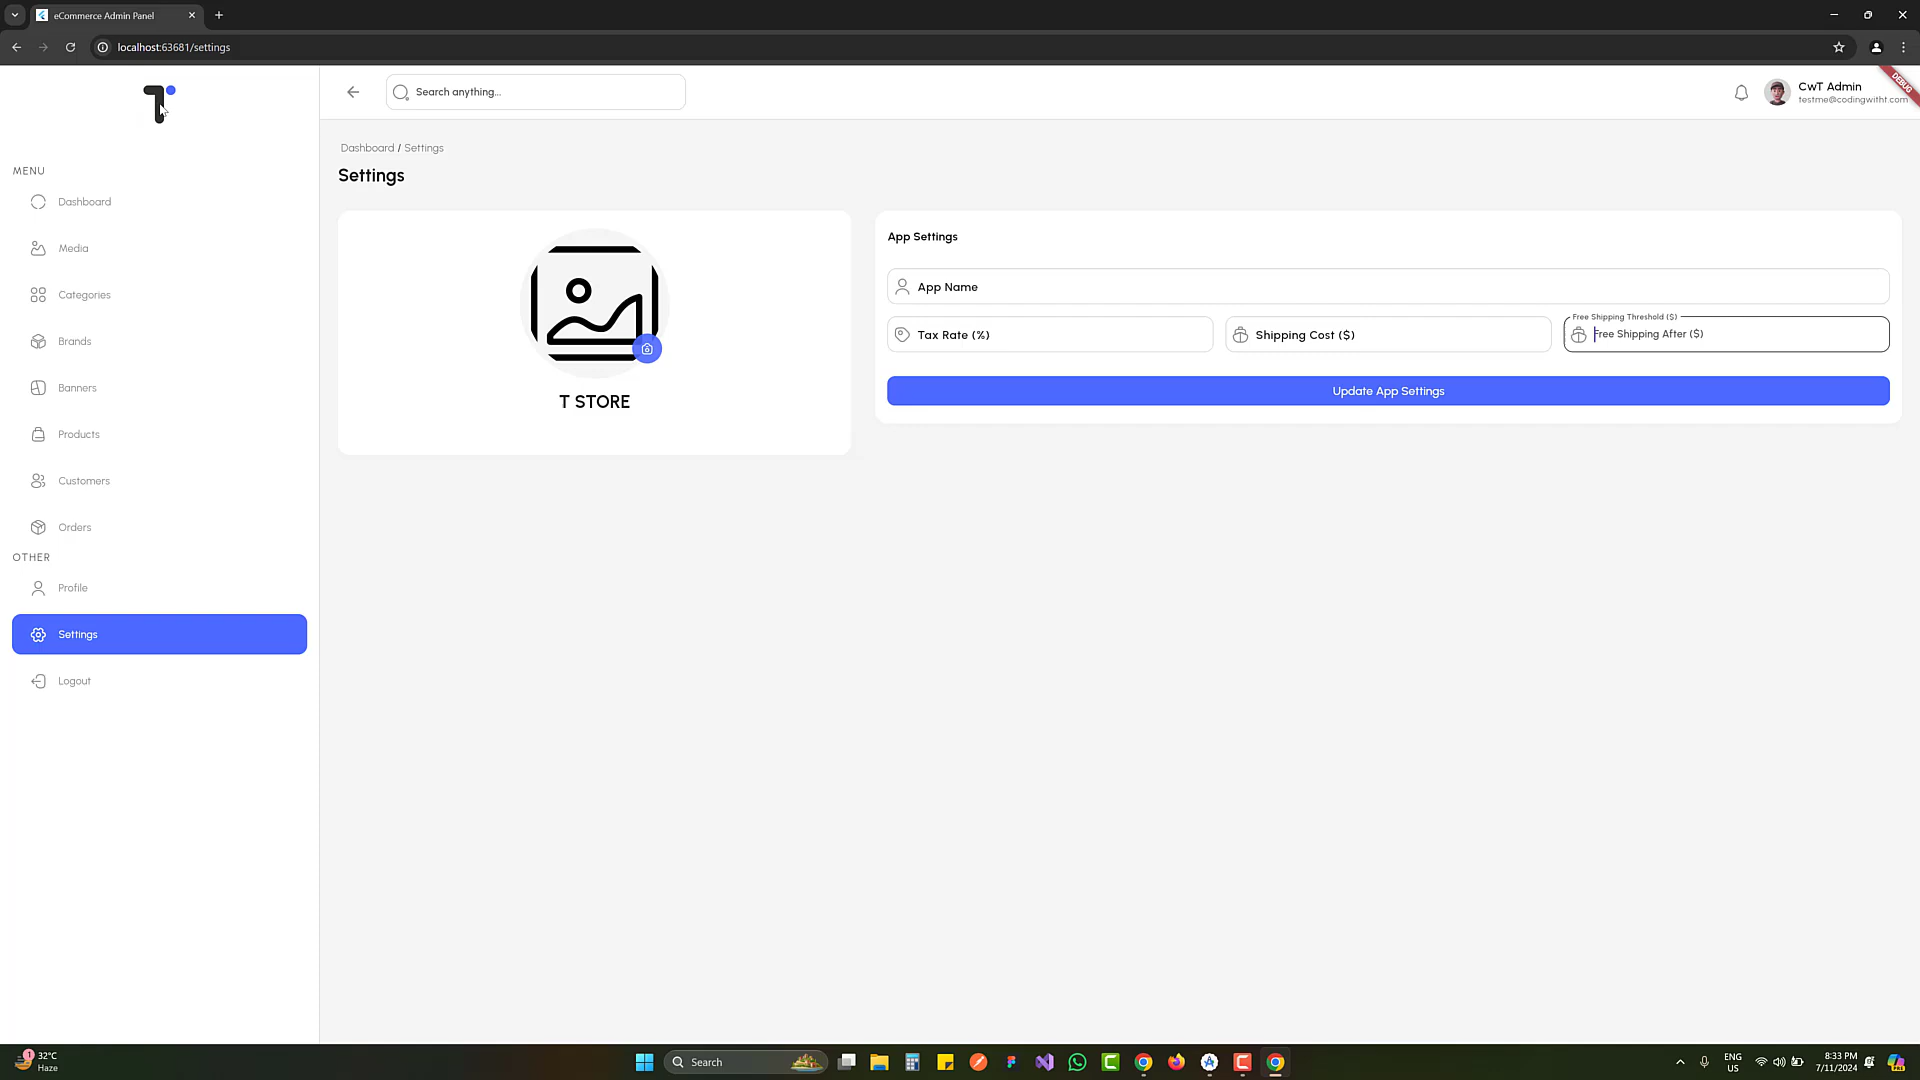 eCommerce Admin Panel
localhost:63681/settings
Search anything...
CwT Admin
testme@codingwitht.com
DEBUG
MENU
Dashboard
Media
Categories
Brands
Banners
Products
Customers
Orders
OTHER
Profile
Settings
Logout
Dashboard / Settings
Settings
T STORE
App Settings
App Name
Tax Rate (%)
Shipping Cost ($)
Free Shipping Threshold ($)
Free Shipping After ($)
Update App Settings
1
32°C
Haze
Search
ENG
US
8:33 PM
7/11/2024